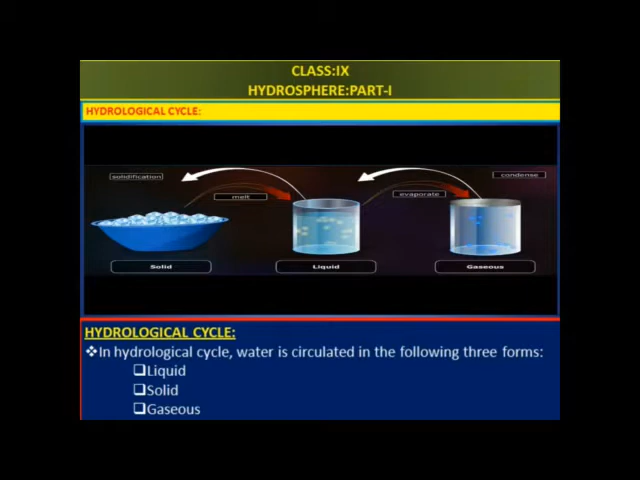 CLASS:IX
HYDROSPHERE:PART-I
HYDROLOGICAL CYCLE:
solidification
condense
melt
evaporate
Solid
Liquid
Gaseous
HYDROLOGICAL CYCLE:
❖In hydrological cycle, water is circulated in the following three forms:
❑Liquid
❑Solid
❑Gaseous